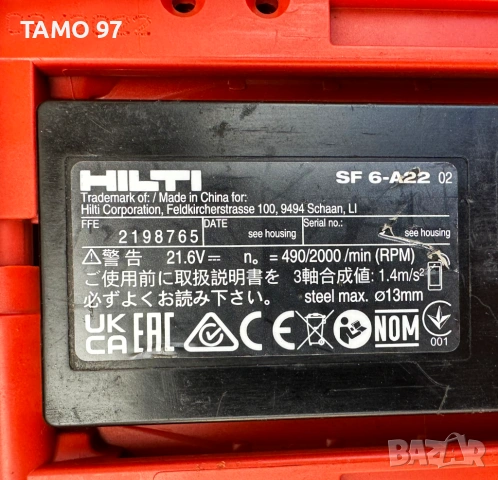 TAMO 97
HILTI SF 6-A22 02
Trademark of: / Made in China for:
Hilti Corporation, Feldkircherstrasse 100, 9494 Schaan, LI
FFE DATE Serial no.:
2198765 see housing see housing
警告 21.6V n₀ = 490/2000 /min (RPM)
ご使用前に取扱説明書を 3軸合成値: 1.4m/s²
必ずよくお読み下さい。 steel max. ⌀13mm
UK CA EAC CE NOM
001
BAZAR